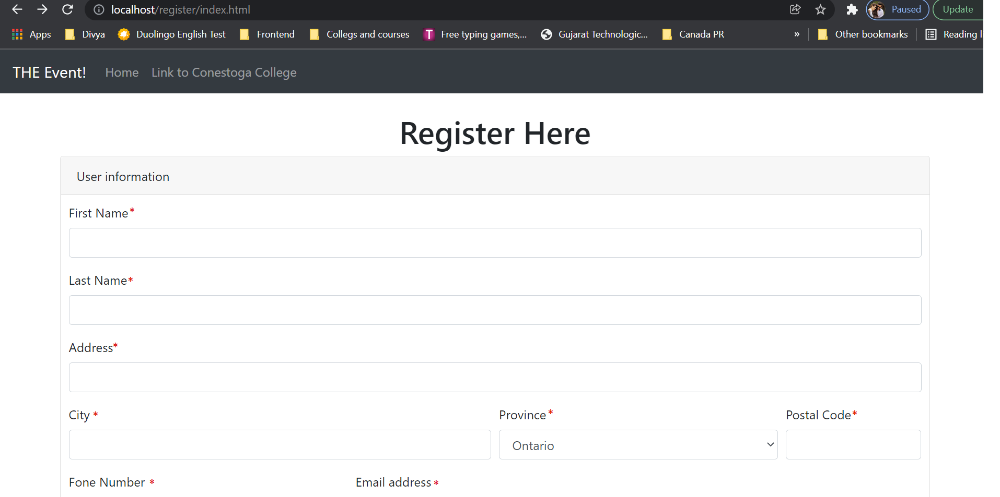 localhost/register/index.html Paused Update
Apps Divya Duolingo English Test Frontend Collegs and courses T Free typing games,... Gujarat Technologic... Canada PR » Other bookmarks Reading li
THE Event! Home Link to Conestoga College
Register Here
User information
First Name*
Last Name*
Address*
City * Province* Postal Code*
Ontario
Fone Number * Email address *